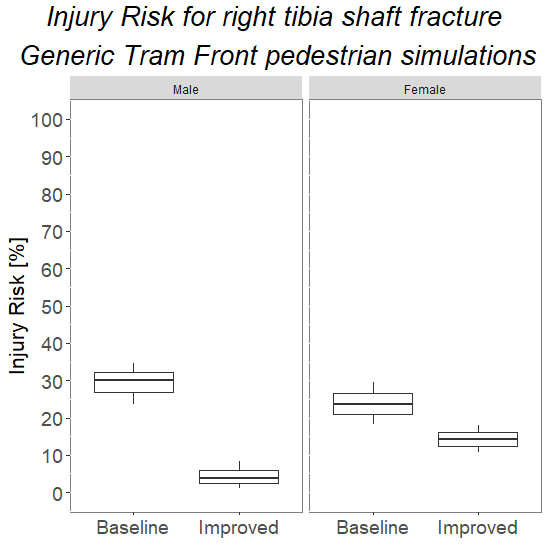 Injury Risk for right tibia shaft fracture
Generic Tram Front pedestrian simulations
Male
Female
Injury Risk [%]
100
90
80
70
60
50
40
30
20
10
0
Baseline
Improved
Baseline
Improved